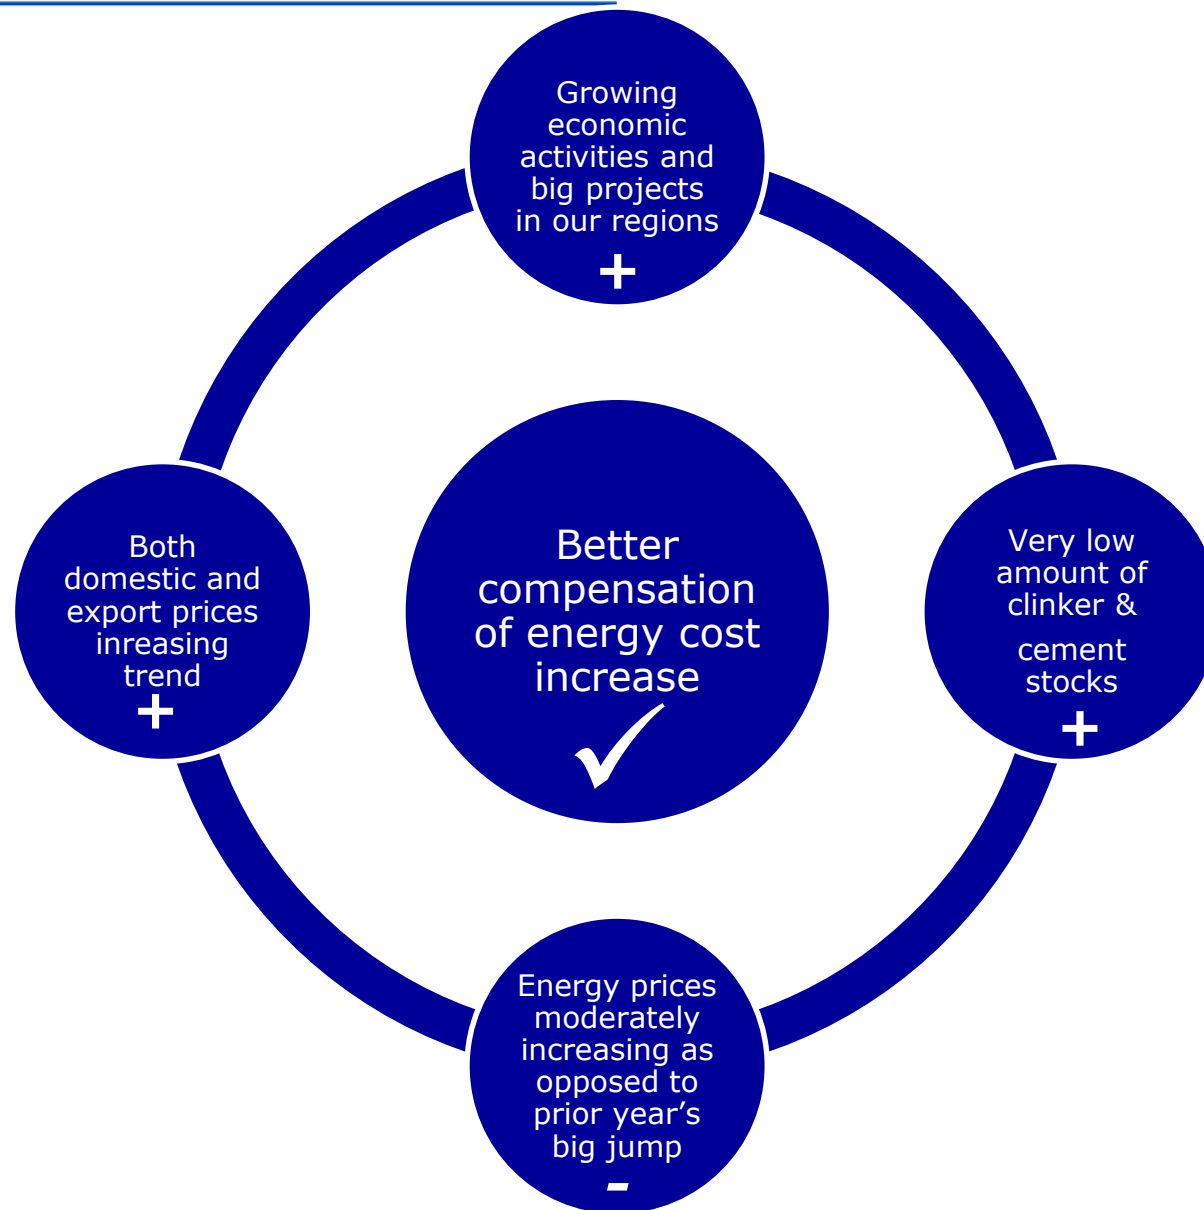 Growing
economic
activities and
big projects
in our regions
+
Both
domestic and
export prices
inreasing
trend
+
Better
compensation
of energy cost
increase
✓
Very low
amount of
clinker &
cement
stocks
+
Energy prices
moderately
increasing as
opposed to
prior year’s
big jump
-